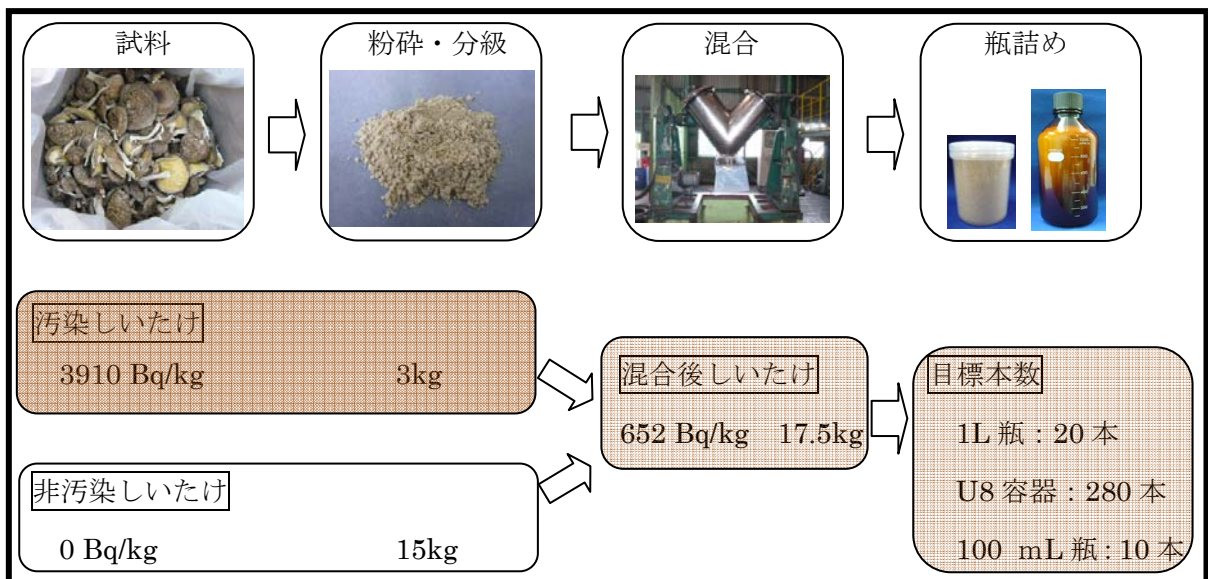 試料
粉砕・分級
混合
瓶詰め
汚染しいたけ
3910 Bq/kg 3kg
非汚染しいたけ
0 Bq/kg 15kg
混合後しいたけ
652 Bq/kg 17.5kg
目標本数
1L 瓶：20 本
U8 容器：280 本
100 mL 瓶：10 本